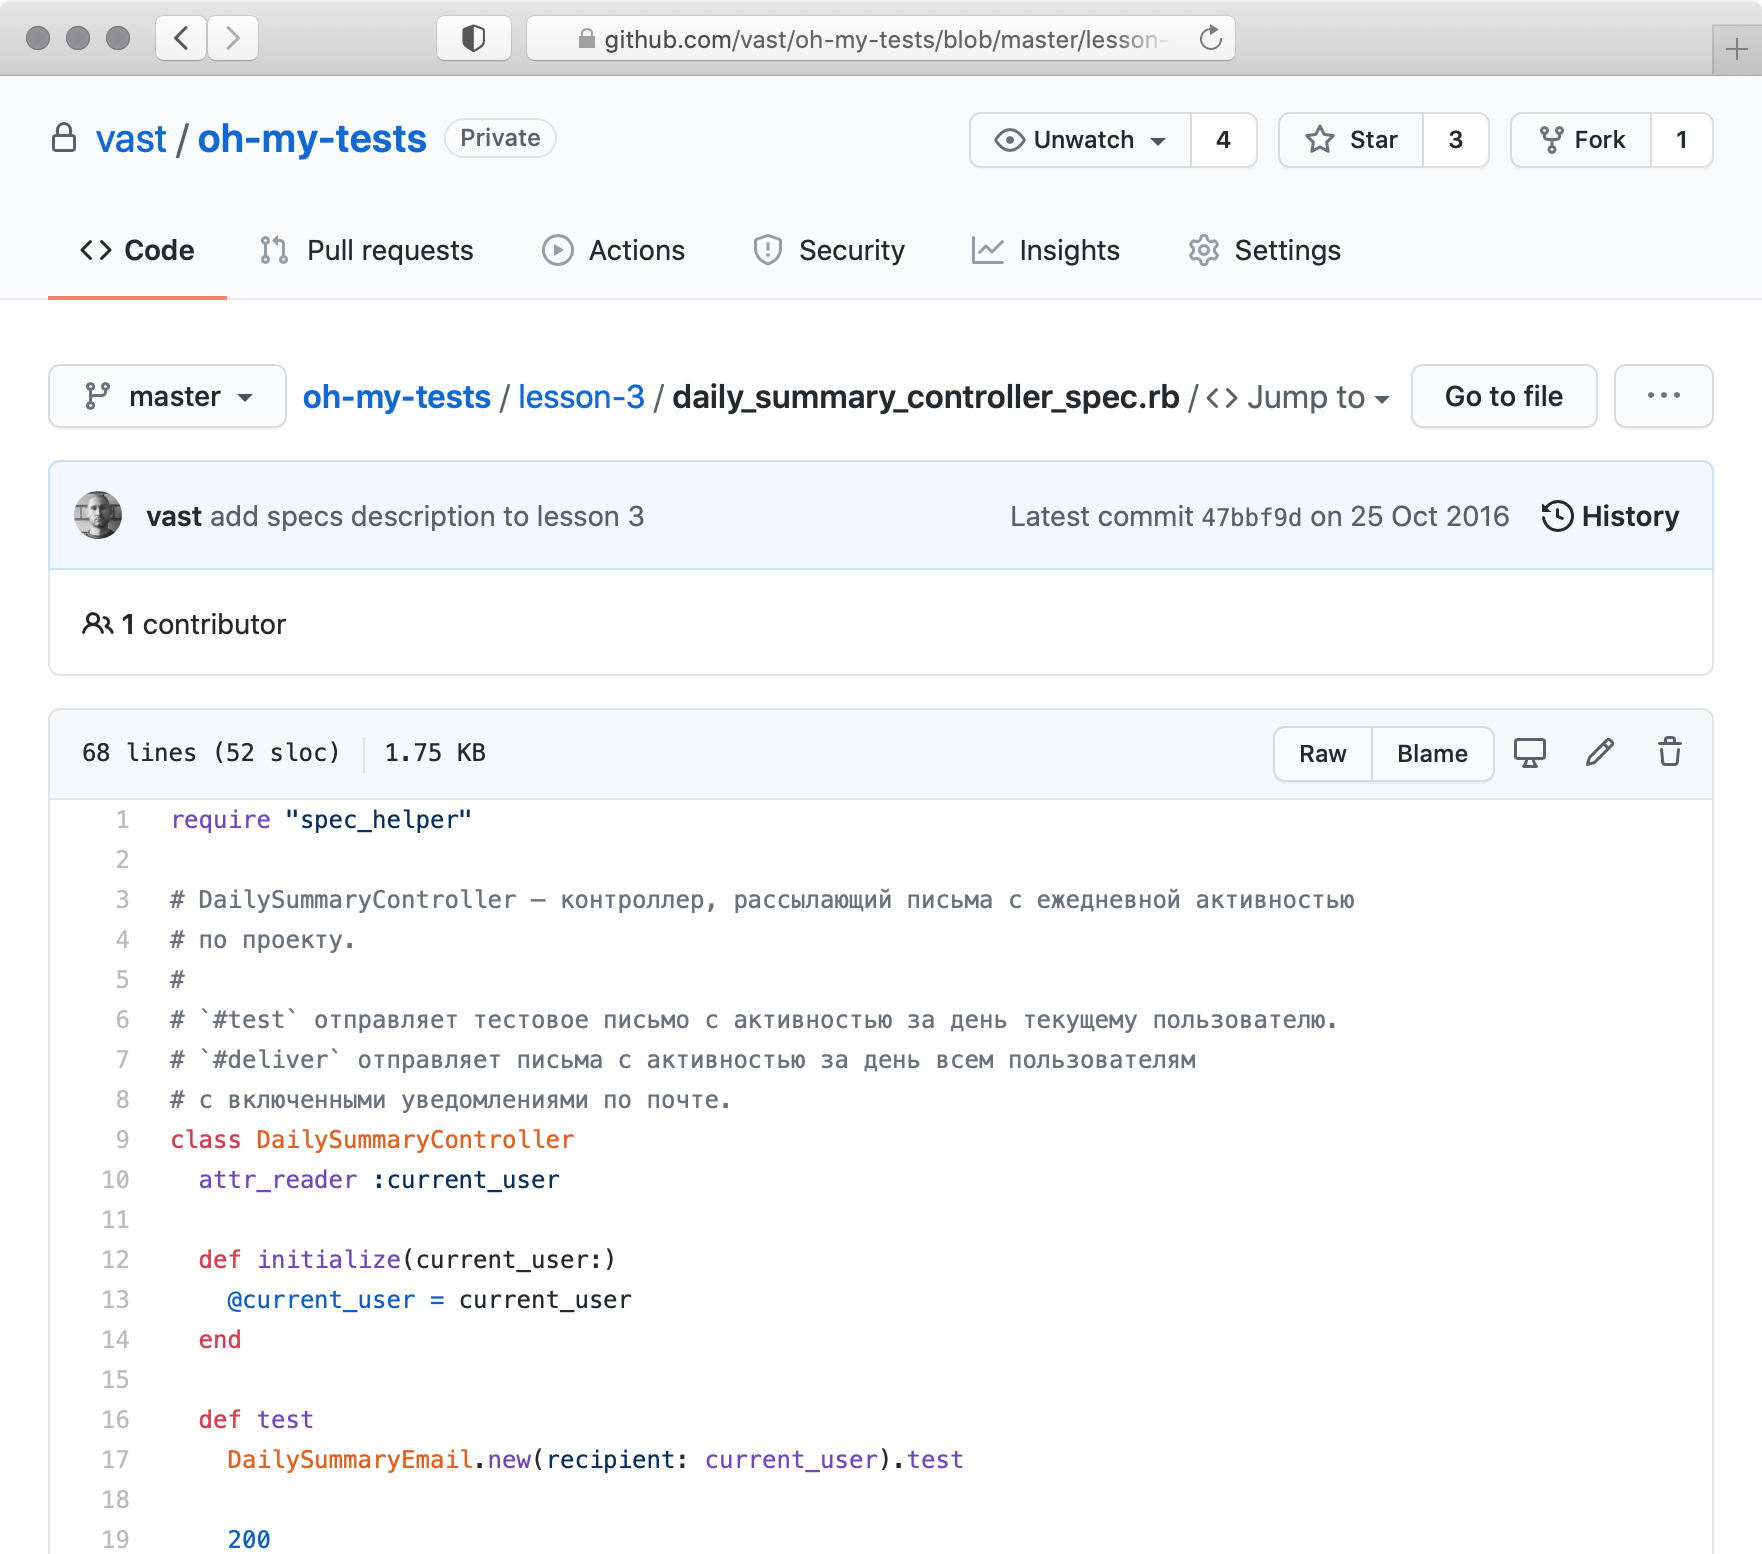 github.com/vast/oh-my-tests/blob/master/lesson-
vast / oh-my-tests Private
Unwatch 4 Star 3 Fork 1
Code Pull requests Actions Security Insights Settings
master oh-my-tests / lesson-3 / daily_summary_controller_spec.rb / <> Jump to Go to file ...
vast add specs description to lesson 3 Latest commit 47bbf9d on 25 Oct 2016 History
1 contributor
68 lines (52 sloc) 1.75 KB Raw Blame
1 require "spec_helper"
2
3 # DailySummaryController — контроллер, рассылающий письма с ежедневной активностью
4 # по проекту.
5 #
6 # `#test` отправляет тестовое письмо с активностью за день текущему пользователю.
7 # `#deliver` отправляет письма с активностью за день всем пользователям
8 # с включенными уведомлениями по почте.
9 class DailySummaryController
10 attr_reader :current_user
11
12 def initialize(current_user:)
13 @current_user = current_user
14 end
15
16 def test
17 DailySummaryEmail.new(recipient: current_user).test
18
19 200